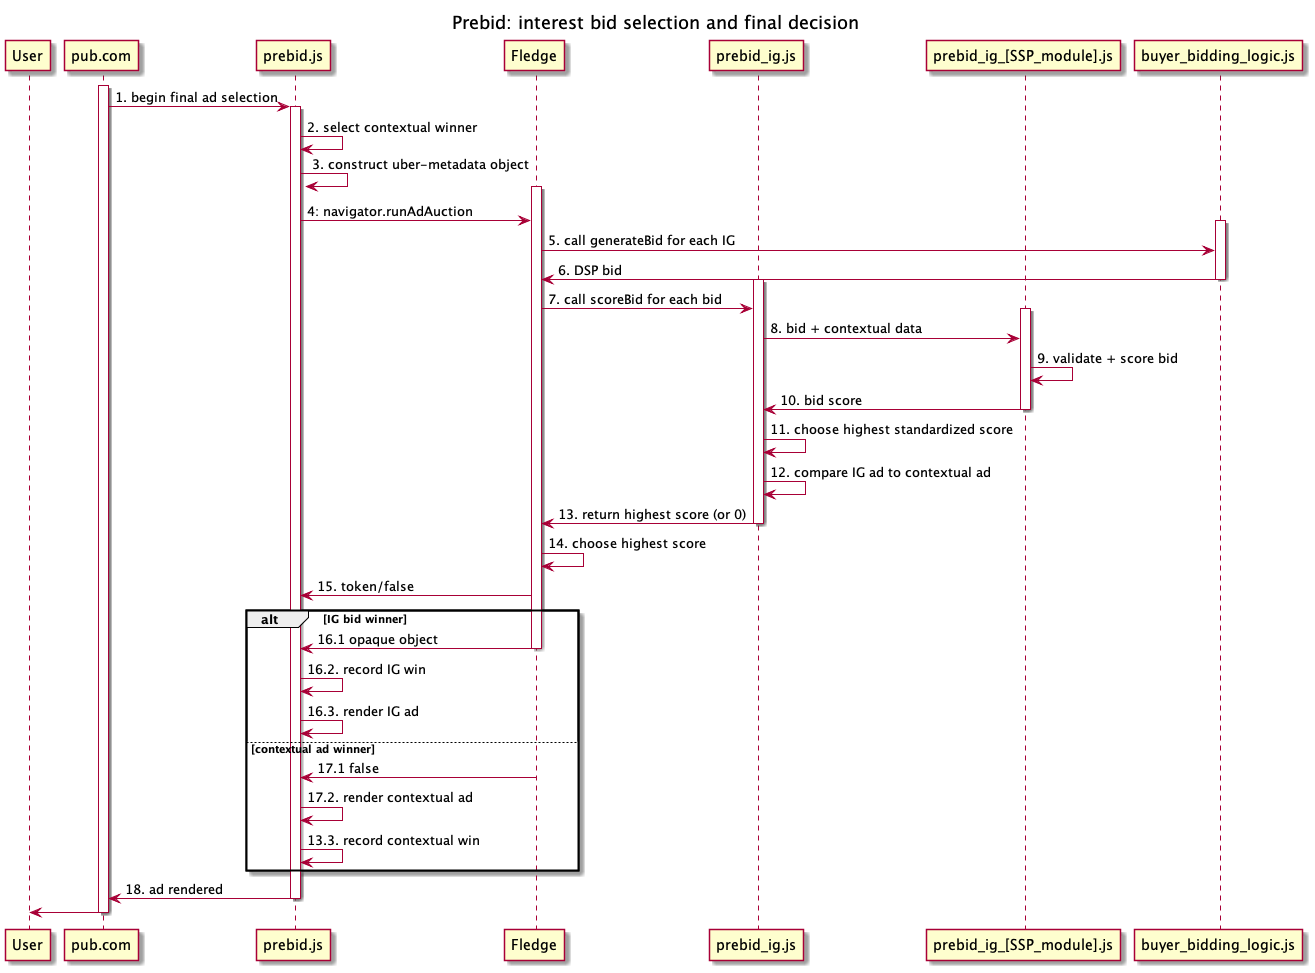 Prebid: interest bid selection and final decision
User
pub.com
prebid.js
Fledge
prebid_ig.js
prebid_ig_[SSP_module].js
buyer_bidding_logic.js
1. begin final ad selection
2. select contextual winner
3. construct uber-metadata object
4: navigator.runAdAuction
5. call generateBid for each IG
6. DSP bid
7. call scoreBid for each bid
8. bid + contextual data
9. validate + score bid
10. bid score
11. choose highest standardized score
12. compare IG ad to contextual ad
13. return highest score (or 0)
14. choose highest score
15. token/false
alt [IG bid winner]
16.1 opaque object
16.2. record IG win
16.3. render IG ad
[contextual ad winner]
17.1 false
17.2. render contextual ad
13.3. record contextual win
18. ad rendered
User
pub.com
prebid.js
Fledge
prebid_ig.js
prebid_ig_[SSP_module].js
buyer_bidding_logic.js